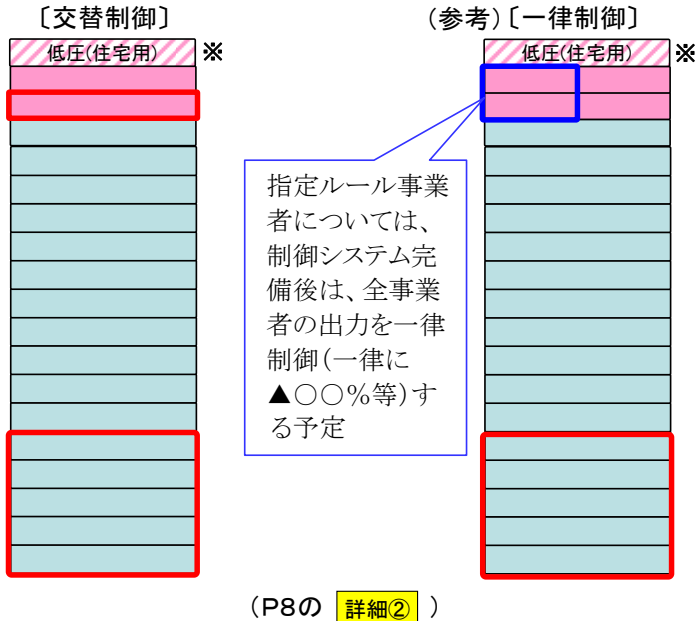 〔交替制御〕
低圧(住宅用)
※
(参考)〔一律制御〕
低圧(住宅用)
※
指定ルール事業
者については、
制御システム完
備後は、全事業
者の出力を一律
制御(一律に
▲○○%等)す
る予定
(P8の 詳細② )